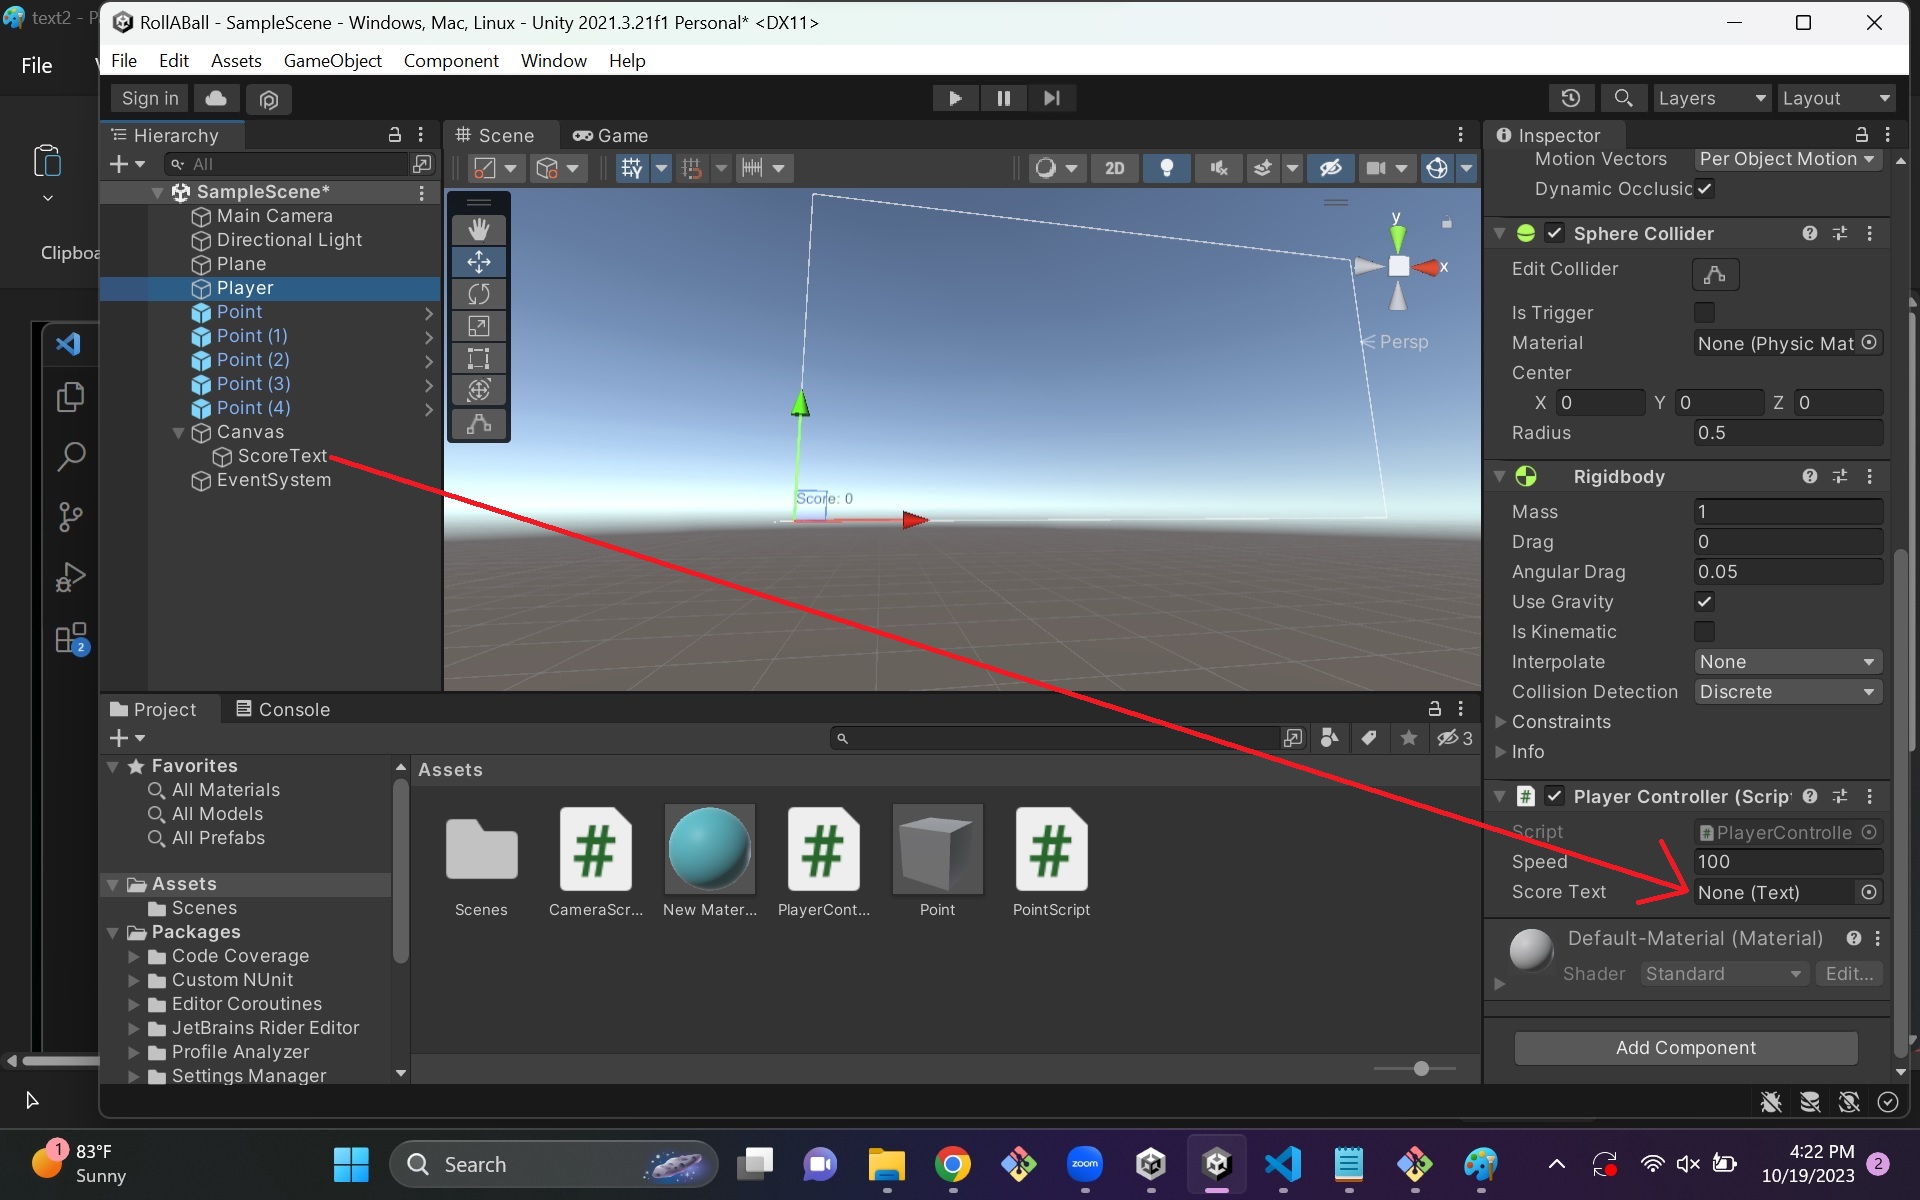 text2 - P
RollABall - SampleScene - Windows, Mac, Linux - Unity 2021.3.21f1 Personal* <DX11>
File
File Edit Assets GameObject Component Window Help
Sign in
Layers
Layout
Hierarchy
Scene
Game
Inspector
All
2D
Motion Vectors Per Object Motion
SampleScene*
Dynamic Occlusic
Main Camera
Directional Light
Clipboa
Plane
Player
Point
Point (1)
Point (2)
Point (3)
Point (4)
Canvas
ScoreText
EventSystem
y
x
Persp
Score: 0
Sphere Collider
Edit Collider
Is Trigger
Material None (Physic Mat
Center
X 0 Y 0 Z 0
Radius 0.5
Rigidbody
Mass 1
Drag 0
Angular Drag 0.05
Use Gravity
Is Kinematic
Interpolate None
Collision Detection Discrete
Constraints
Info
Player Controller (Scrip
Script # PlayerControlle
Speed 100
Score Text None (Text)
Default-Material (Material)
Shader Standard Edit...
Add Component
2
Project
Console
3
Favorites
All Materials
All Models
All Prefabs
Assets
Scenes
Packages
Code Coverage
Custom NUnit
Editor Coroutines
JetBrains Rider Editor
Profile Analyzer
Settings Manager
Assets
# # #
Scenes CameraScr... New Mater... PlayerCont... Point PointScript
1
83°F
Sunny
Search
zoom
4:22 PM
10/19/2023
2